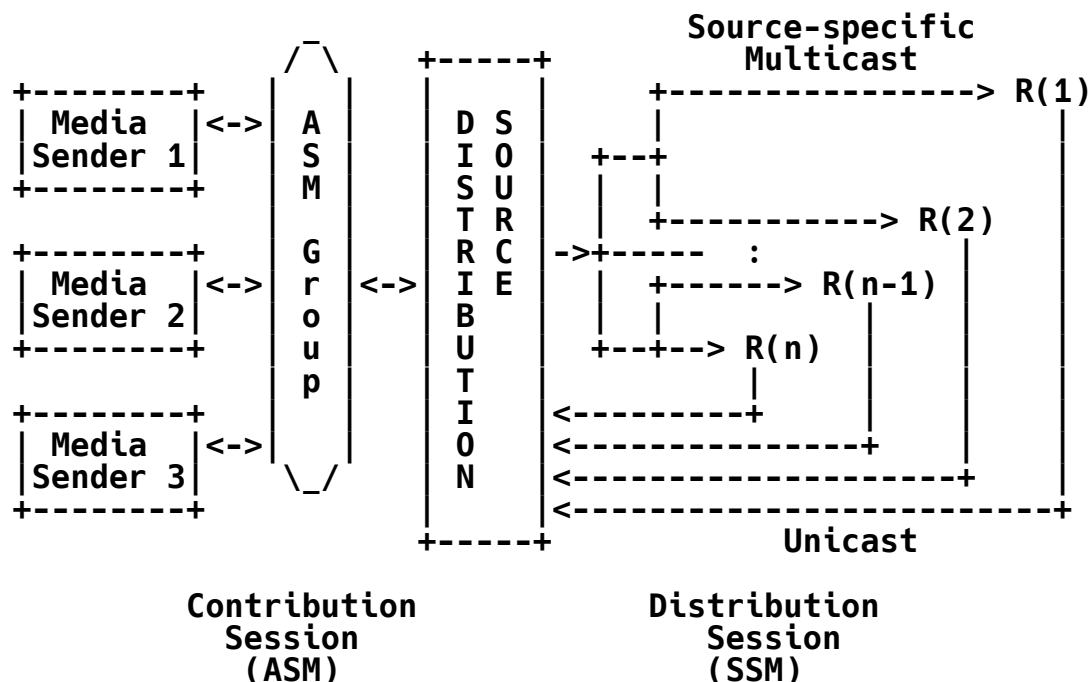 _                   Source-specific
              / \    +-----+          Multicast
+--------+   |   |   |     |     +----------------> R(1)
| Media  |<->| A |   | D S |     |                    |
|Sender 1|   | S |   | I O |  +--+                    |
+--------+   | M |   | S U |  |  |                    |
             |   |   | T R |  |  +-----------> R(2)   |
+--------+   | G |   | R C |->+-----  :          |    |
| Media  |<->| r |<->| I E |  |  +------> R(n-1) |    |
|Sender 2|   | o |   | B   |  |  |          |    |    |
+--------+   | u |   | U   |  +--+--> R(n)  |    |    |
             | p |   | T   |          |     |    |    |
+--------+   |   |   | I   |<---------+     |    |    |
| Media  |<->|   |   | O   |<---------------+    |    |
|Sender 3|    \_/    | N   |<--------------------+    |
+--------+           |     |<-------------------------+
                     +-----+            Unicast
         Contribution            Distribution
           Session                  Session
            (ASM)                   (SSM)